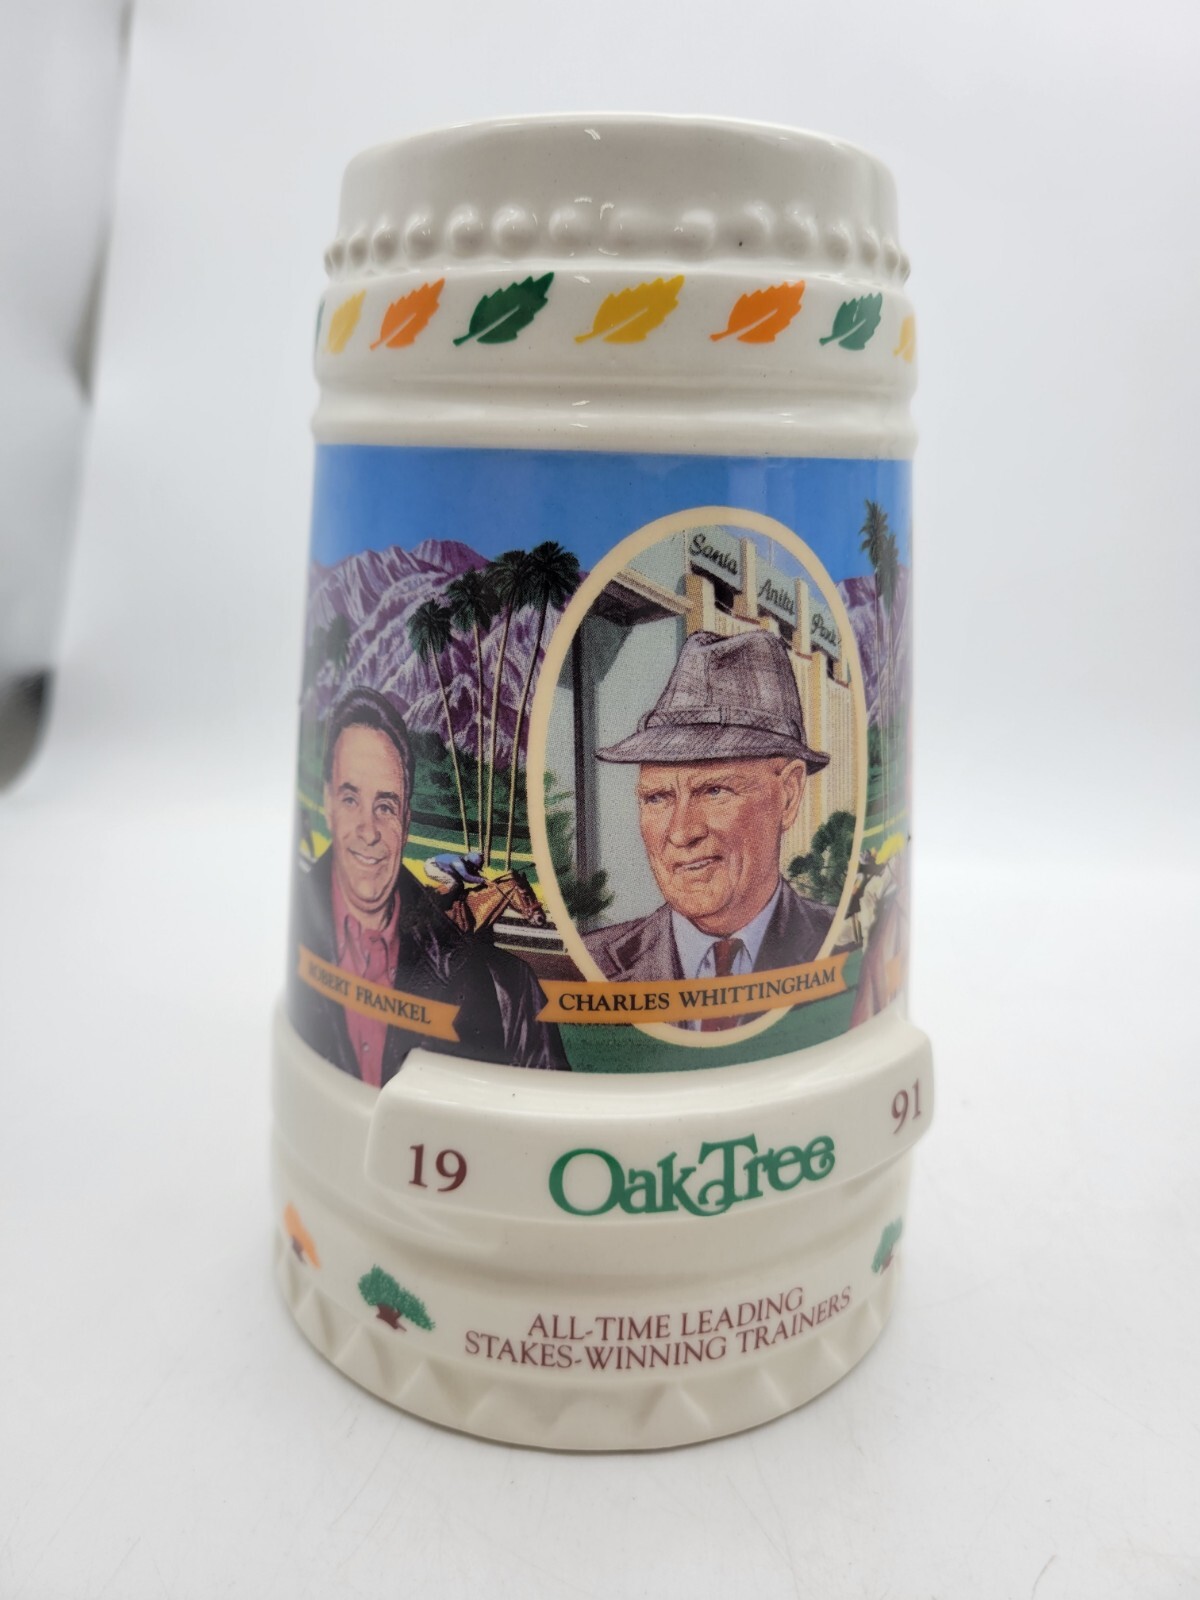 Santa
Anita
Park
ROBERT FRANKEL
CHARLES WHITTINGHAM
19 OakTree 91
ALL-TIME LEADING
STAKES-WINNING TRAINERS